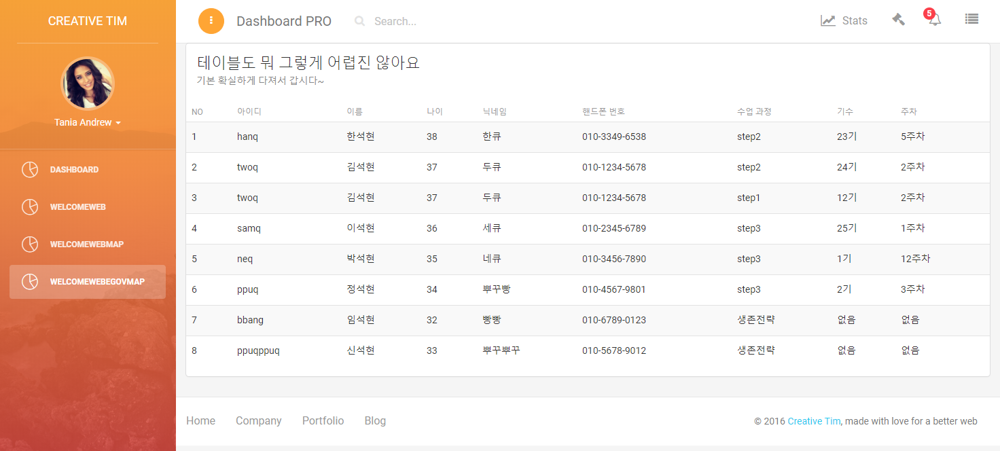 CREATIVE TIM
Tania Andrew
DASHBOARD
WELCOMEWEB
WELCOMEWEBMAP
WELCOMEWEBEGOVMAP
Dashboard PRO Search... Stats 5
테이블도 뭐 그렇게 어렵진 않아요
기본 확실하게 다져서 갑시다~
NO 아이디 이름 나이 닉네임 핸드폰 번호 수업 과정 기수 주차
1 hanq 한석현 38 한큐 010-3349-6538 step2 23기 5주차
2 twoq 김석현 37 두큐 010-1234-5678 step2 24기 2주차
3 twoq 김석현 37 두큐 010-1234-5678 step1 12기 2주차
4 samq 이석현 36 세큐 010-2345-6789 step3 25기 1주차
5 neq 박석현 35 네큐 010-3456-7890 step3 1기 12주차
6 ppuq 정석현 34 뿌꾸빵 010-4567-9801 step3 2기 3주차
7 bbang 임석현 32 빵빵 010-6789-0123 생존전략 없음 없음
8 ppuqppuq 신석현 33 뿌꾸뿌꾸 010-5678-9012 생존전략 없음 없음
Home Company Portfolio Blog © 2016 Creative Tim, made with love for a better web